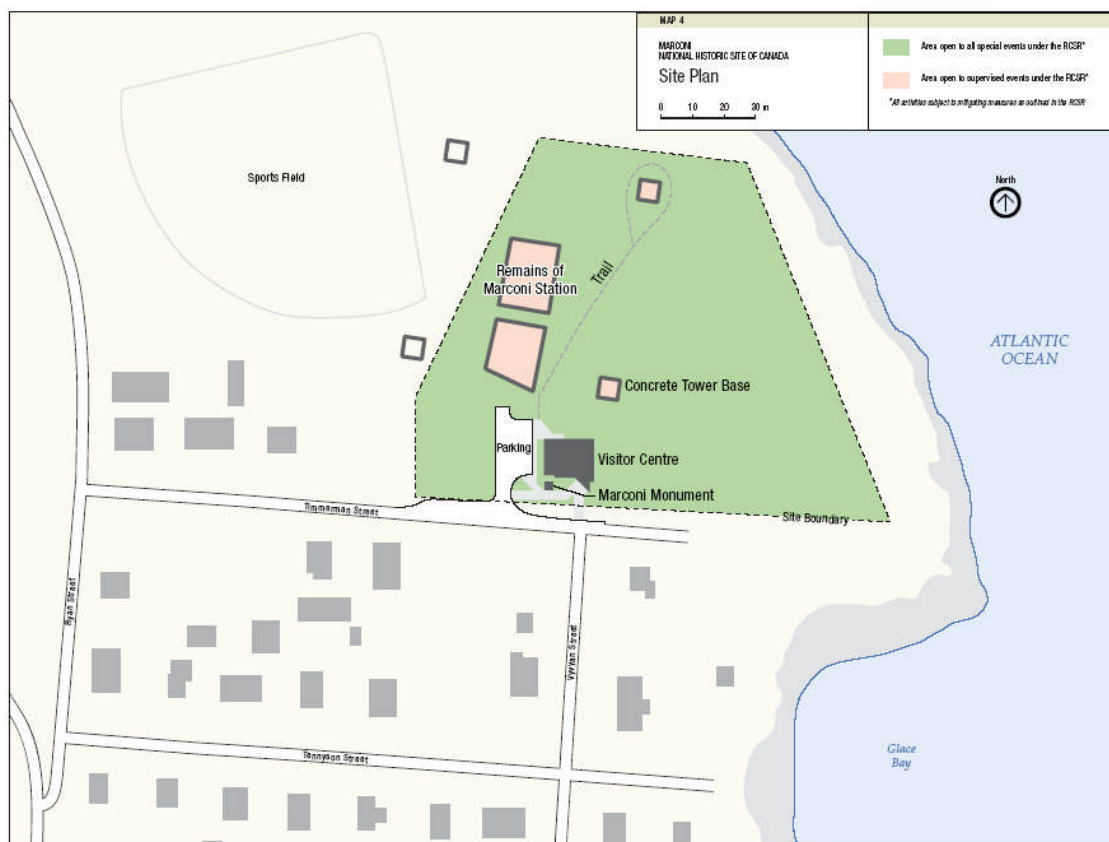 MAP 4
MARCONI
NATIONAL HISTORIC SITE OF CANADA
Site Plan
0 10 20 30 m
Area open to all special events under the RCSR*
Area open to supervised events under the RCSR*
*All activities subject to mitigating measures as outlined in the RCSR
North
Sports Field
Remains of
Marconi Station
Trail
ATLANTIC
OCEAN
Concrete Tower Base
Parking
Visitor Centre
Marconi Monument
Timmerman Street
Site Boundary
Ryan Street
Vyvyan Street
Tennyson Street
Glace
Bay